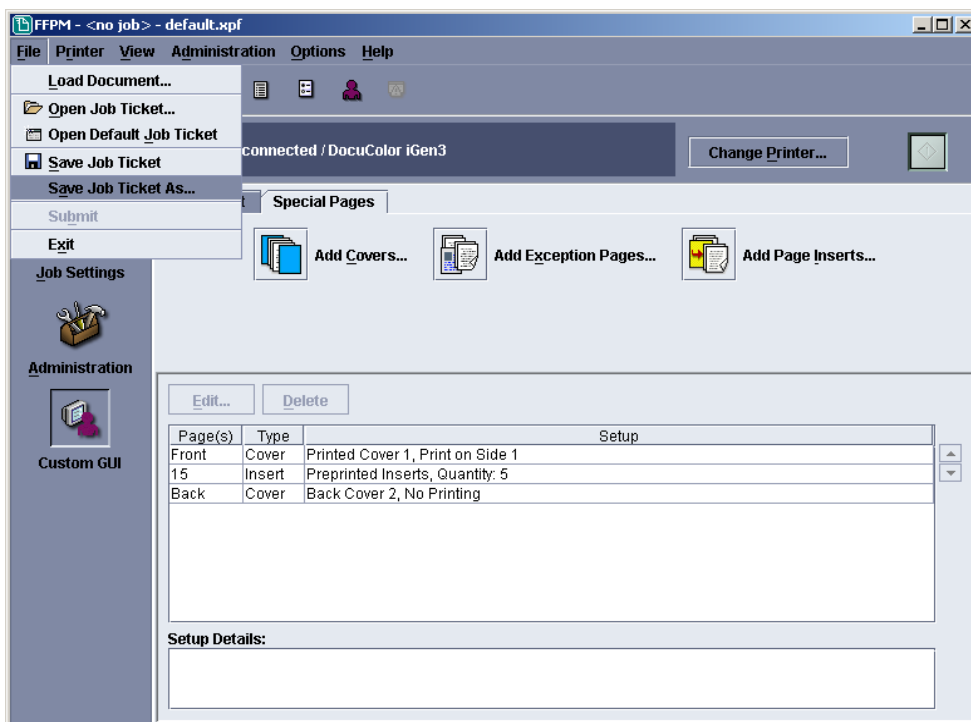 FFPM - <no job> - default.xpf
File Printer View Administration Options Help
Load Document...
Open Job Ticket...
Open Default Job Ticket
Save Job Ticket
Save Job Ticket As...
Submit
Exit
connected / DocuColor iGen3
Change Printer...
t Special Pages
Add Covers... Add Exception Pages... Add Page Inserts...
Job Settings
Administration
Custom GUI
Edit... Delete
Page(s) Type Setup
Front Cover Printed Cover 1, Print on Side 1
15 Insert Preprinted Inserts, Quantity: 5
Back Cover Back Cover 2, No Printing
Setup Details: